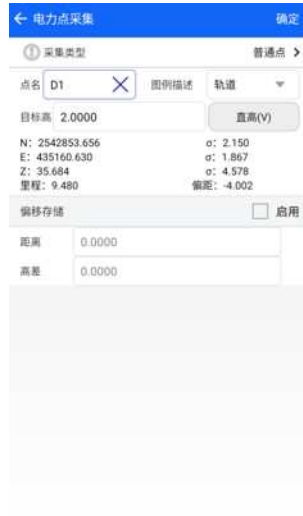 电力点采集 确定
采集类型 普通点
点名 D1 图例描述 轨道
目标高 2.0000 直高(V)
N: 2542853.656 σ: 2.150
E: 435160.630 σ: 1.867
Z: 35.684 σ: 4.578
里程: 9.480 偏距: -4.002
偏移存储 启用
距离 0.0000
高差 0.0000